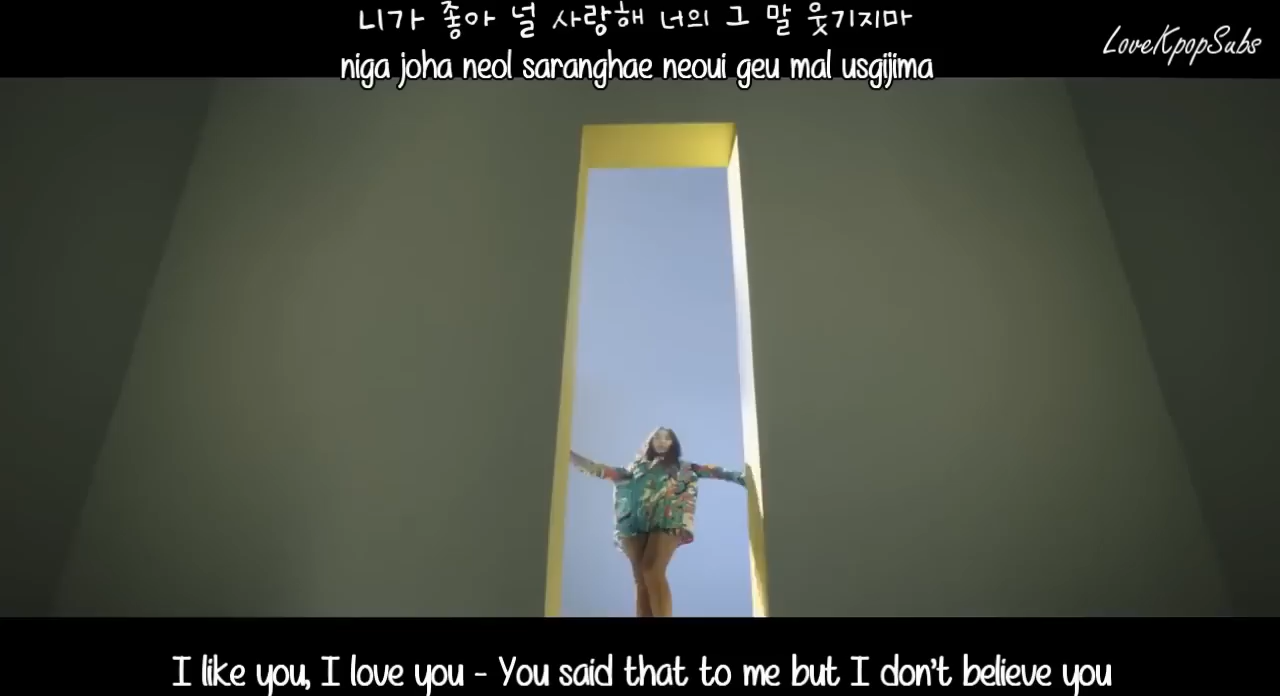 니가 좋아 널 사랑해 너의 그 말 웃기지마
LoveKpopSubs
niga joha neol saranghae neoui geu mal usgijima
I like you, I love you - You said that to me but I don't believe you